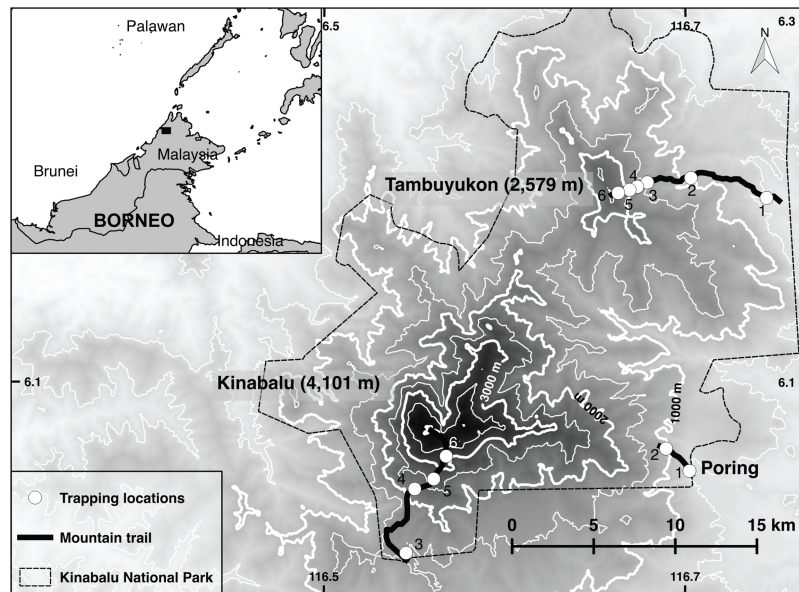 Palawan
Brunei
Malaysia
BORNEO
Indonesia
6.5
116.7
6.3
N
Tambuyukon (2,579 m)
6
5
4
3
2
1
6.1
Kinabalu (4,101 m)
3000 m
2000 m
1000 m
6.1
6
5
4
3
2
1
Poring
Trapping locations
Mountain trail
Kinabalu National Park
0
5
10
15 km
116.5
116.7